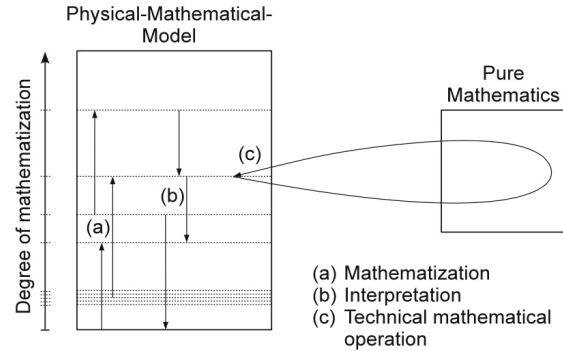 Physical-Mathematical-
Model
Degree of mathematization
(a)
(b)
(c)
Pure
Mathematics
(a) Mathematization
(b) Interpretation
(c) Technical mathematical
operation